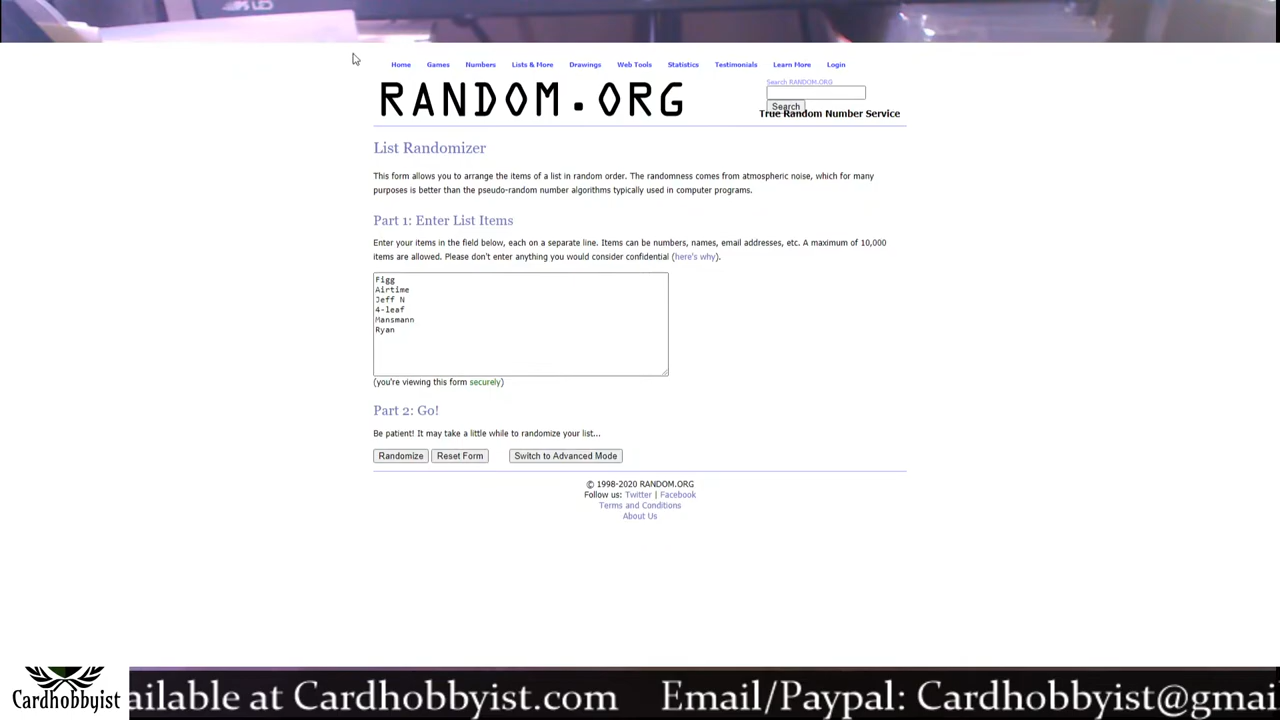 Home Games Numbers Lists & More Drawings Web Tools Statistics Testimonials Learn More Login
Search RANDOM.ORG
RANDOM.ORG
Search
True Random Number Service
List Randomizer
This form allows you to arrange the items of a list in random order. The randomness comes from atmospheric noise, which for many
purposes is better than the pseudo-random number algorithms typically used in computer programs.
Part 1: Enter List Items
Enter your items in the field below, each on a separate line. Items can be numbers, names, email addresses, etc. A maximum of 10,000
items are allowed. Please don't enter anything you would consider confidential (here's why).
Figg
Airtime
Jeff N
4-leaf
Mansmann
Ryan
(you're viewing this form securely)
Part 2: Go!
Be patient! It may take a little while to randomize your list...
Randomize Reset Form Switch to Advanced Mode
© 1998-2020 RANDOM.ORG
Follow us: Twitter | Facebook
Terms and Conditions
About Us
Cardhobbyist
ailable at Cardhobbyist.com Email/Paypal: Cardhobbyist@gmai